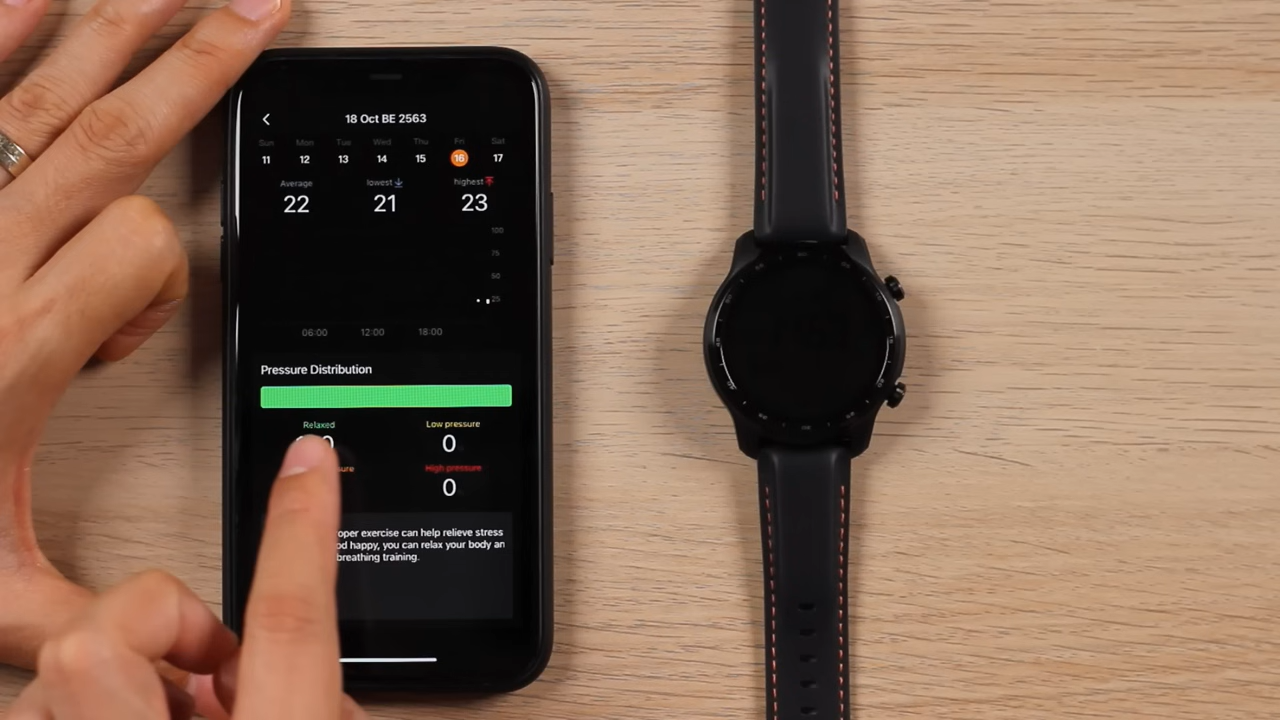 18 Oct BE 2563
Sun Mon Tue Wed Thu Fri Sat
11 12 13 14 15 16 17
Average lowest highest
22 21 23
100
75
50
25
06:00 12:00 18:00
Pressure Distribution
Relaxed Low pressure
0
High pressure
0
oper exercise can help relieve stress
od happy, you can relax your body an
breathing training.